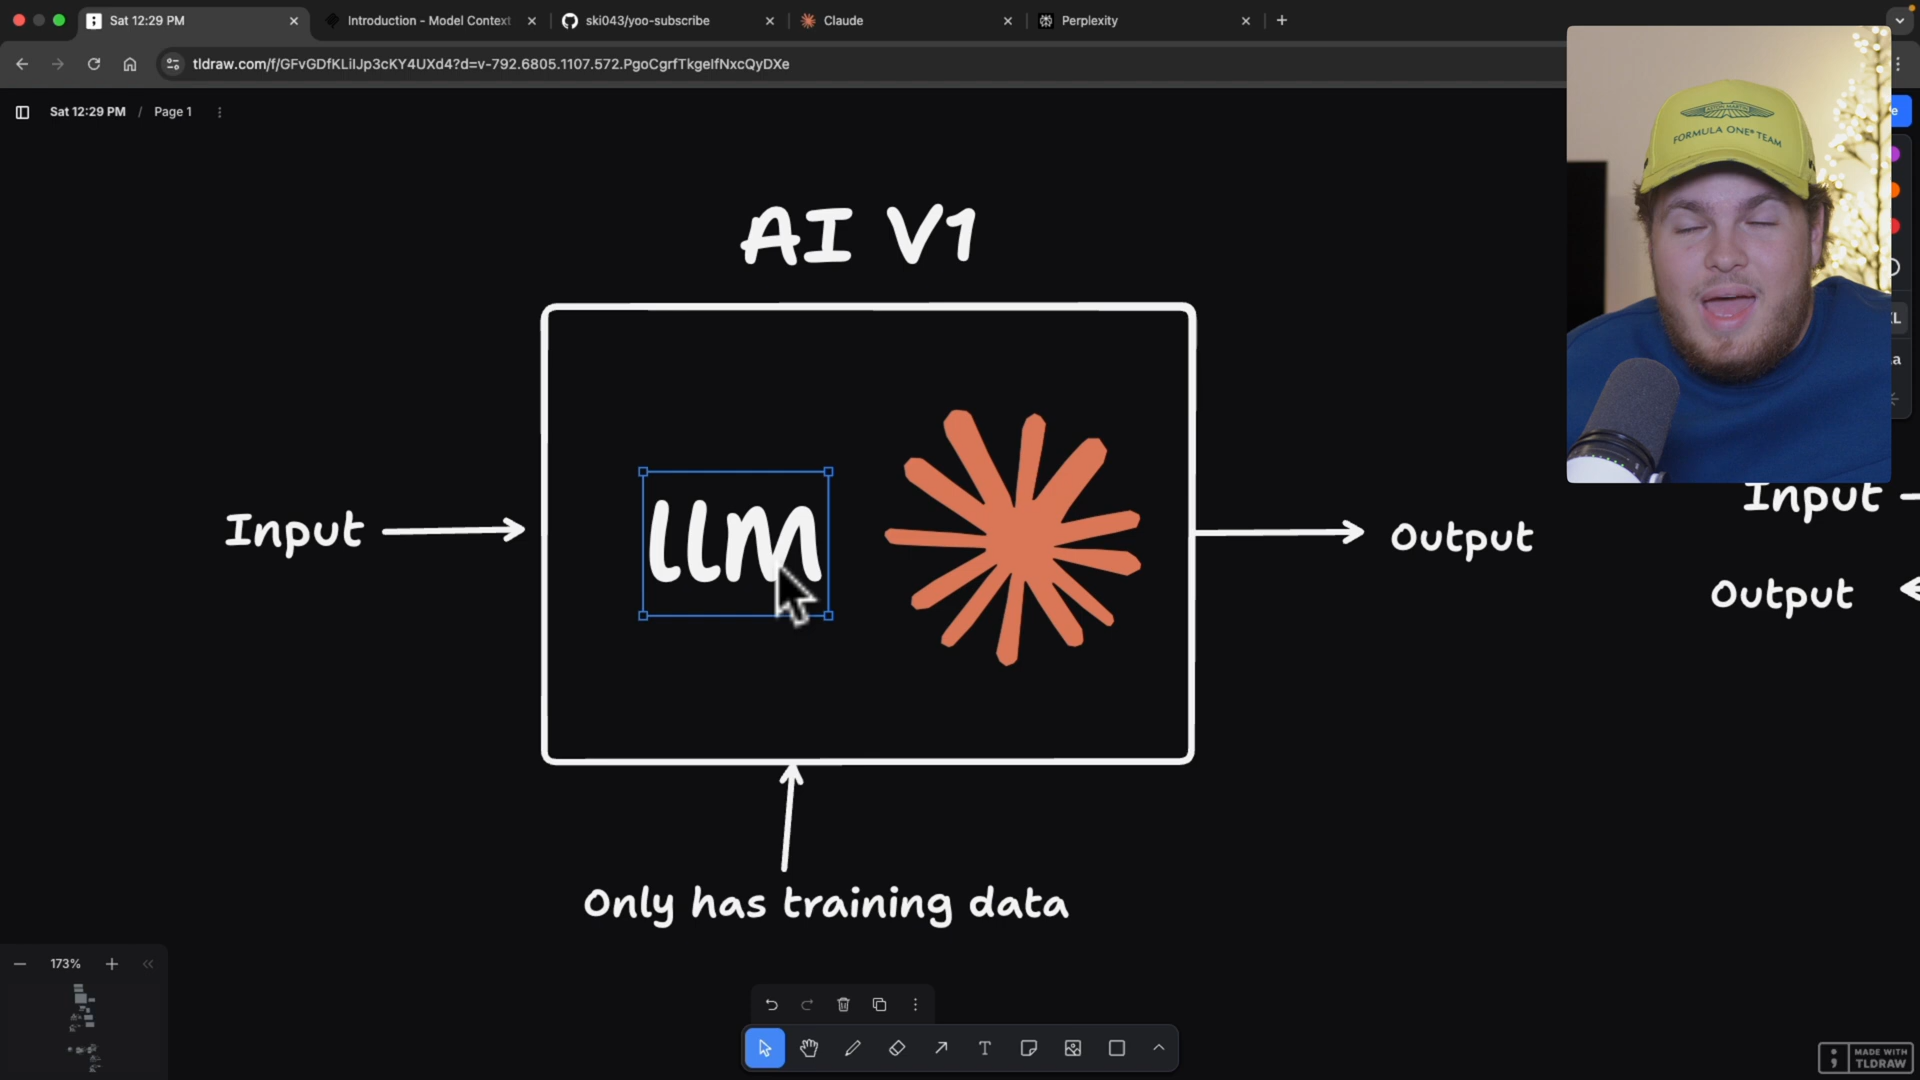 Sat 12:29 PM
Introduction - Model Context
ski043/yoo-subscribe
Claude
Perplexity
tldraw.com/f/GFvGDfKLiIJp3cKY4UXd4?d=v-792.6805.1107.572.PgoCgrfTkgeIfNxcQyDXe
Sat 12:29 PM / Page 1
FORMULA ONE® TEAM
AI V1
Input
llm
Output
Input
Output
Only has training data
173%
MADE WITH
TLDRAW